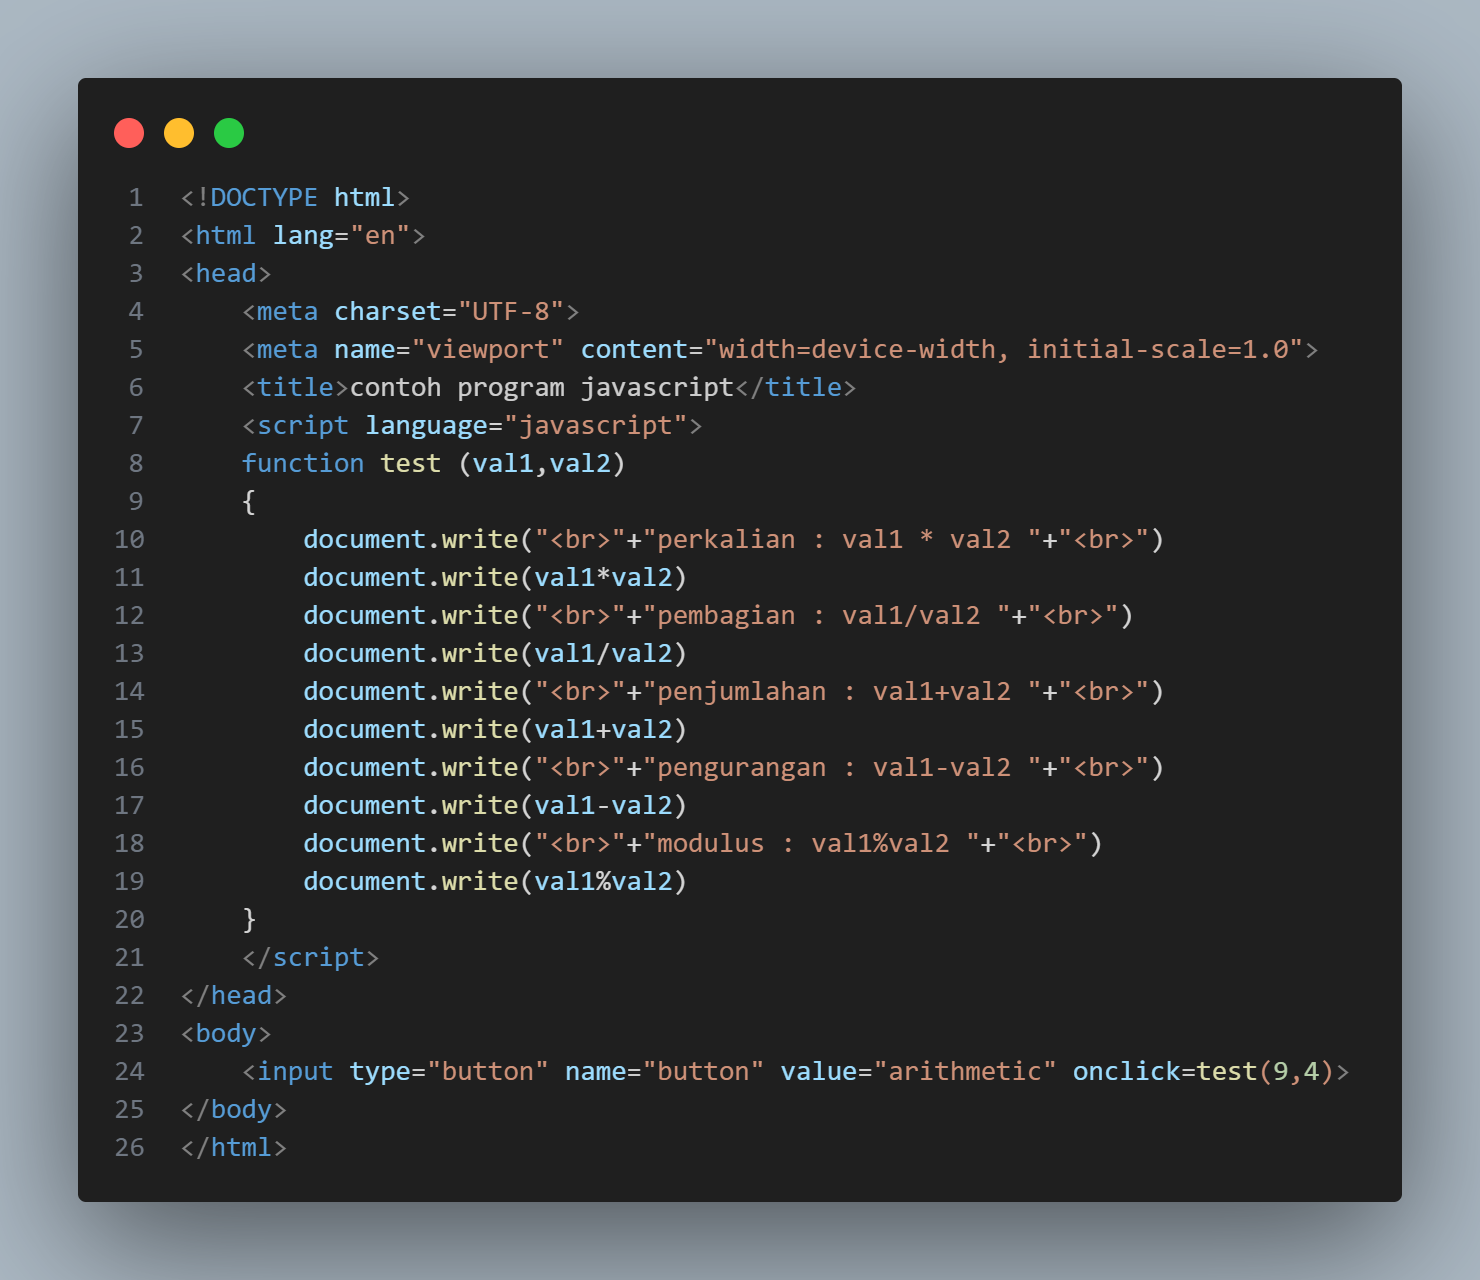 1 <!DOCTYPE html>
2 <html lang="en">
3 <head>
4     <meta charset="UTF-8">
5     <meta name="viewport" content="width=device-width, initial-scale=1.0">
6     <title>contoh program javascript</title>
7     <script language="javascript">
8     function test (val1,val2)
9     {
10         document.write("<br>"+"perkalian : val1 * val2 "+"<br>")
11         document.write(val1*val2)
12         document.write("<br>"+"pembagian : val1/val2 "+"<br>")
13         document.write(val1/val2)
14         document.write("<br>"+"penjumlahan : val1+val2 "+"<br>")
15         document.write(val1+val2)
16         document.write("<br>"+"pengurangan : val1-val2 "+"<br>")
17         document.write(val1-val2)
18         document.write("<br>"+"modulus : val1%val2 "+"<br>")
19         document.write(val1%val2)
20     }
21     </script>
22 </head>
23 <body>
24     <input type="button" name="button" value="arithmetic" onclick=test(9,4)>
25 </body>
26 </html>